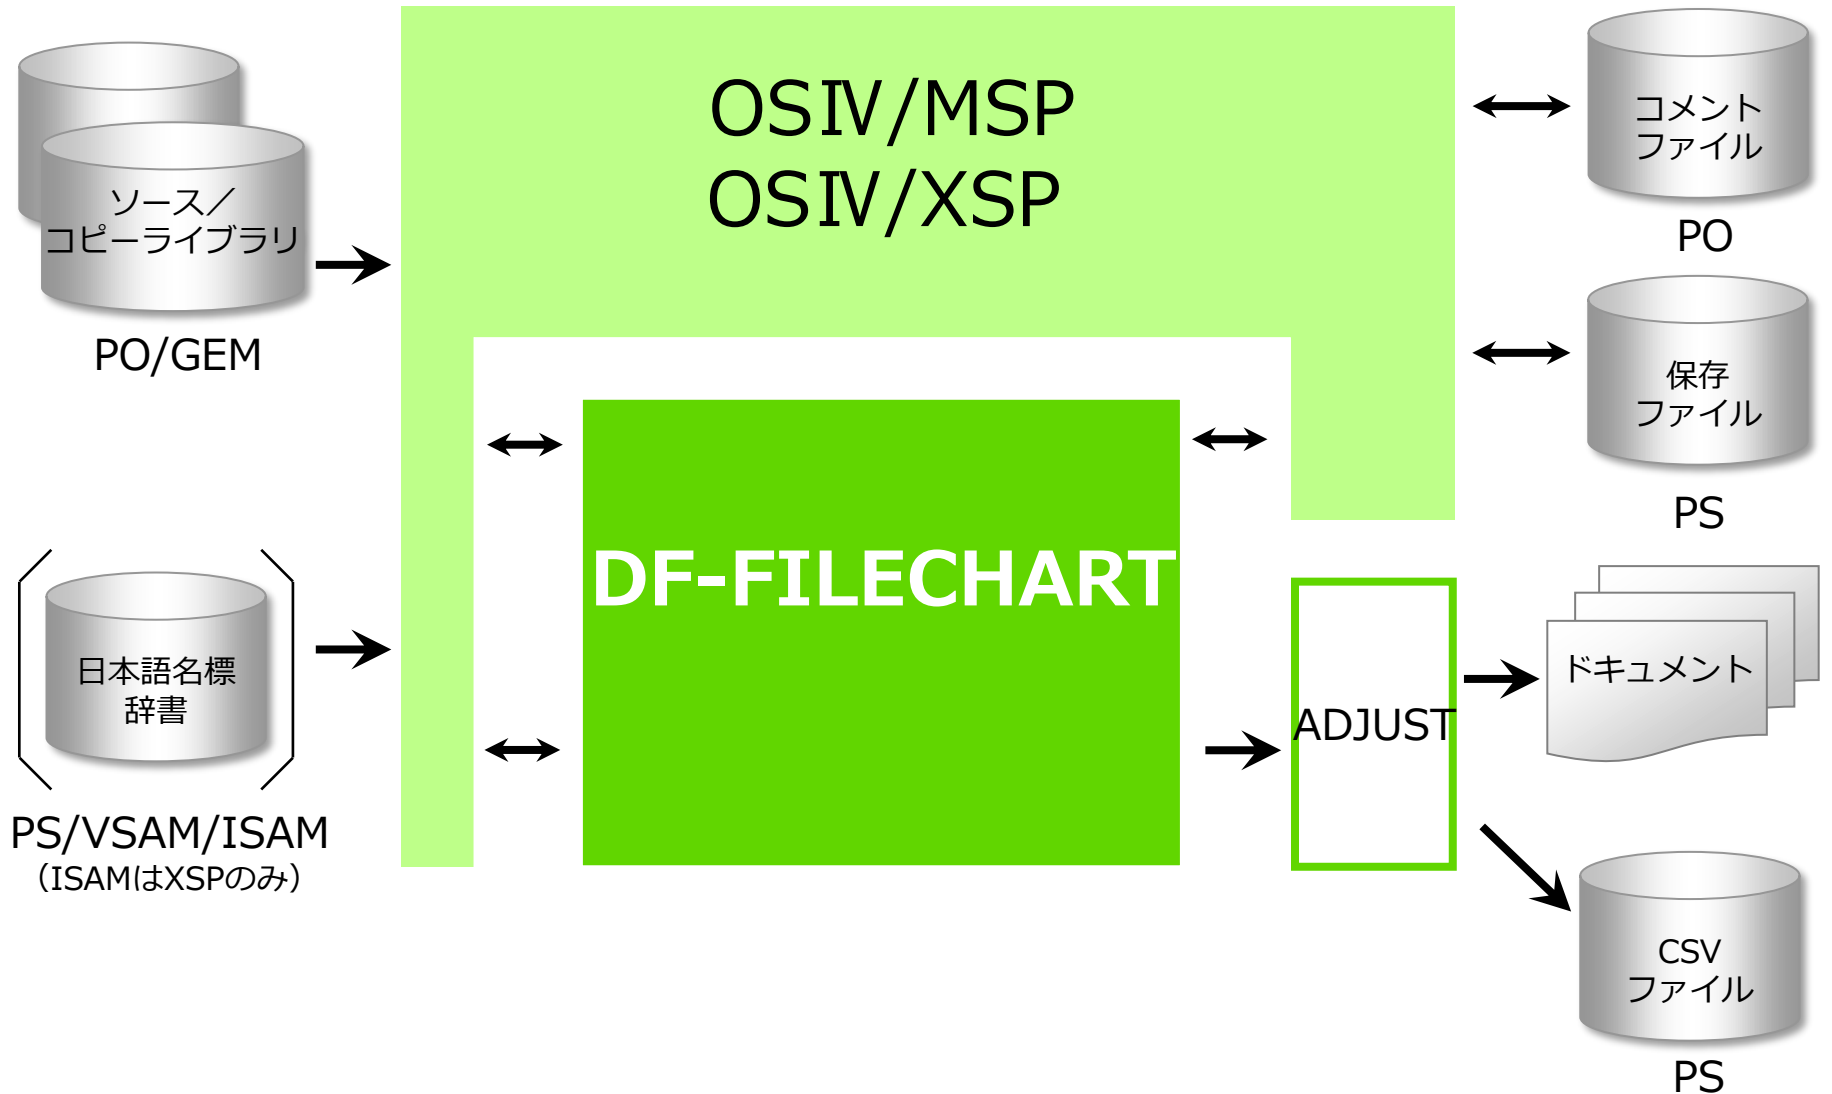 OSⅣ/MSP
OSⅣ/XSP
ソース／
コピーライブラリ
PO/GEM
日本語名標
辞書
PS/VSAM/ISAM
（ISAMはXSPのみ）
DF-FILECHART
ADJUST
コメント
ファイル
PO
保存
ファイル
PS
ドキュメント
CSV
ファイル
PS